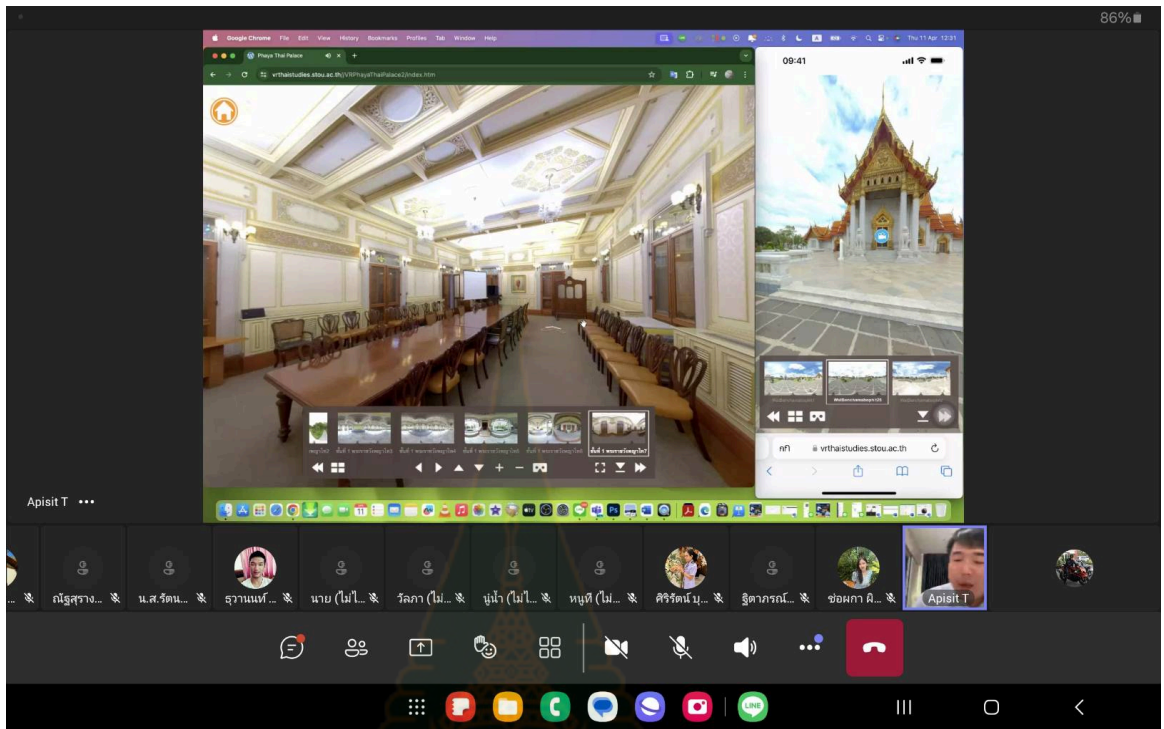 86%
Google Chrome File Edit View History Bookmarks Profiles Tab Window Help
Thu 11 Apr 12:31
Phaya Thai Palace
vrthaistudies.stou.ac.th/VRPhayaThaiPalace2/index.htm
09:41
vrthaistudies.stou.ac.th
Apisit T
ณัฐสุราง...
น.ส.รัตน...
ธุวานนท์ ...
นาย (ไม่ไ...
วัลภา (ไม่...
นู๋น้ำ (ไม่ไ...
หนูที (ไม่...
ศิริรัตน์ บุ...
ฐิตาภรณ์...
ช่อผกา ผิ...
Apisit T
LINE